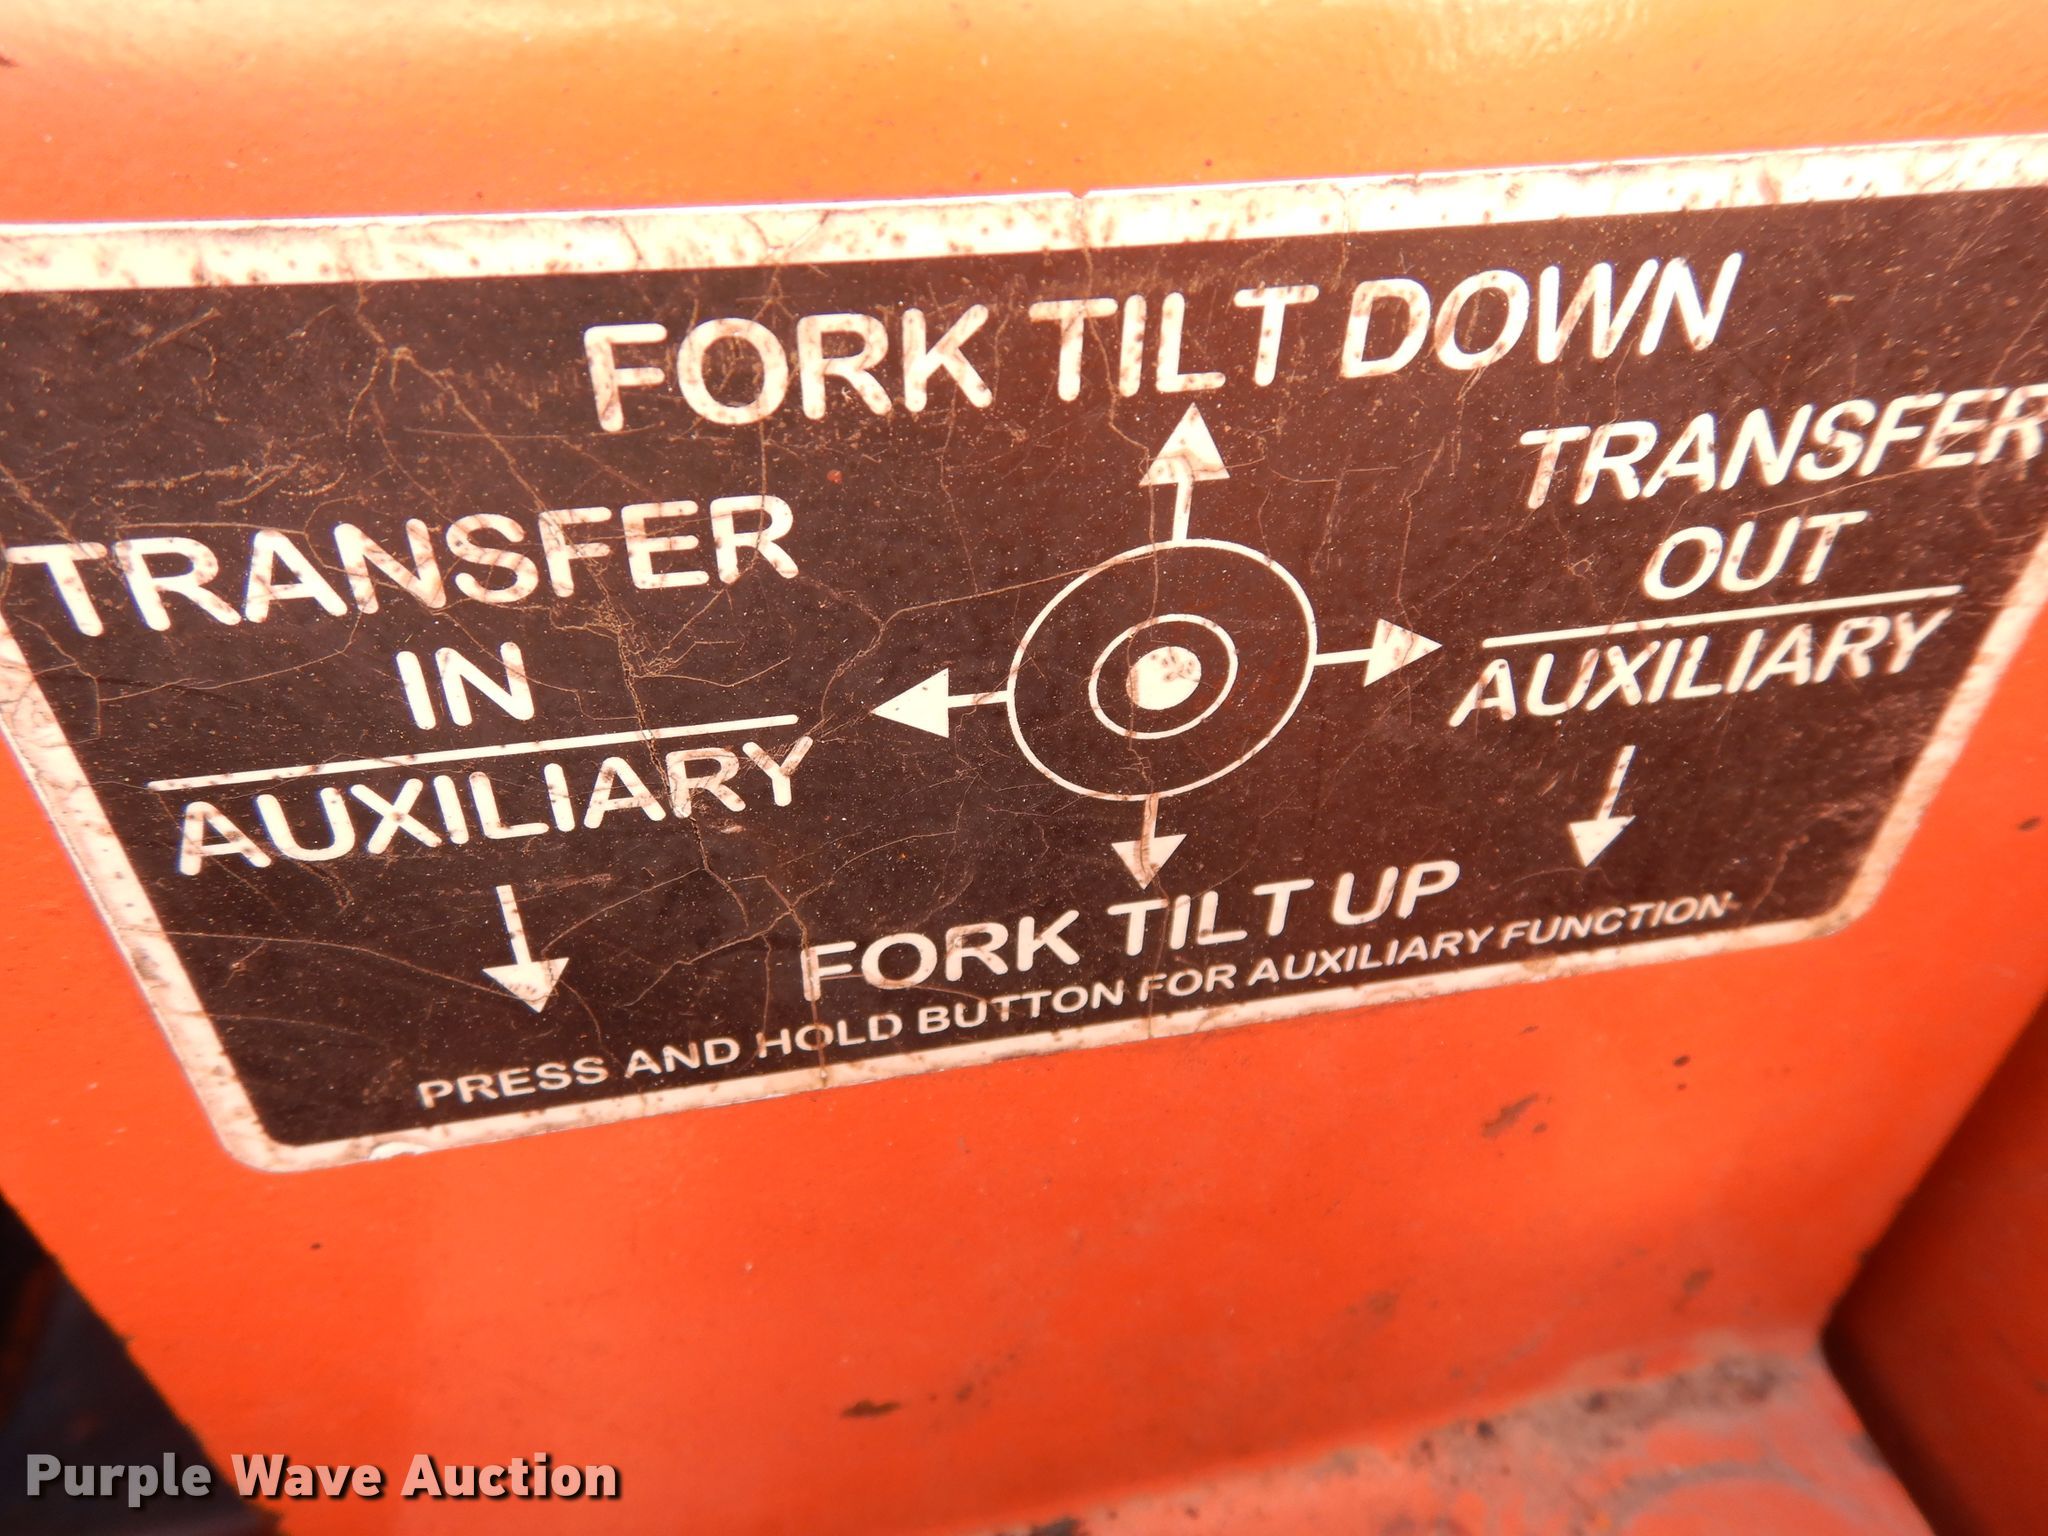 FORK TILT DOWN
TRANSFER
IN
AUXILIARY
TRANSFER
OUT
AUXILIARY
FORK TILT UP
PRESS AND HOLD BUTTON FOR AUXILIARY FUNCTION
Purple Wave Auction